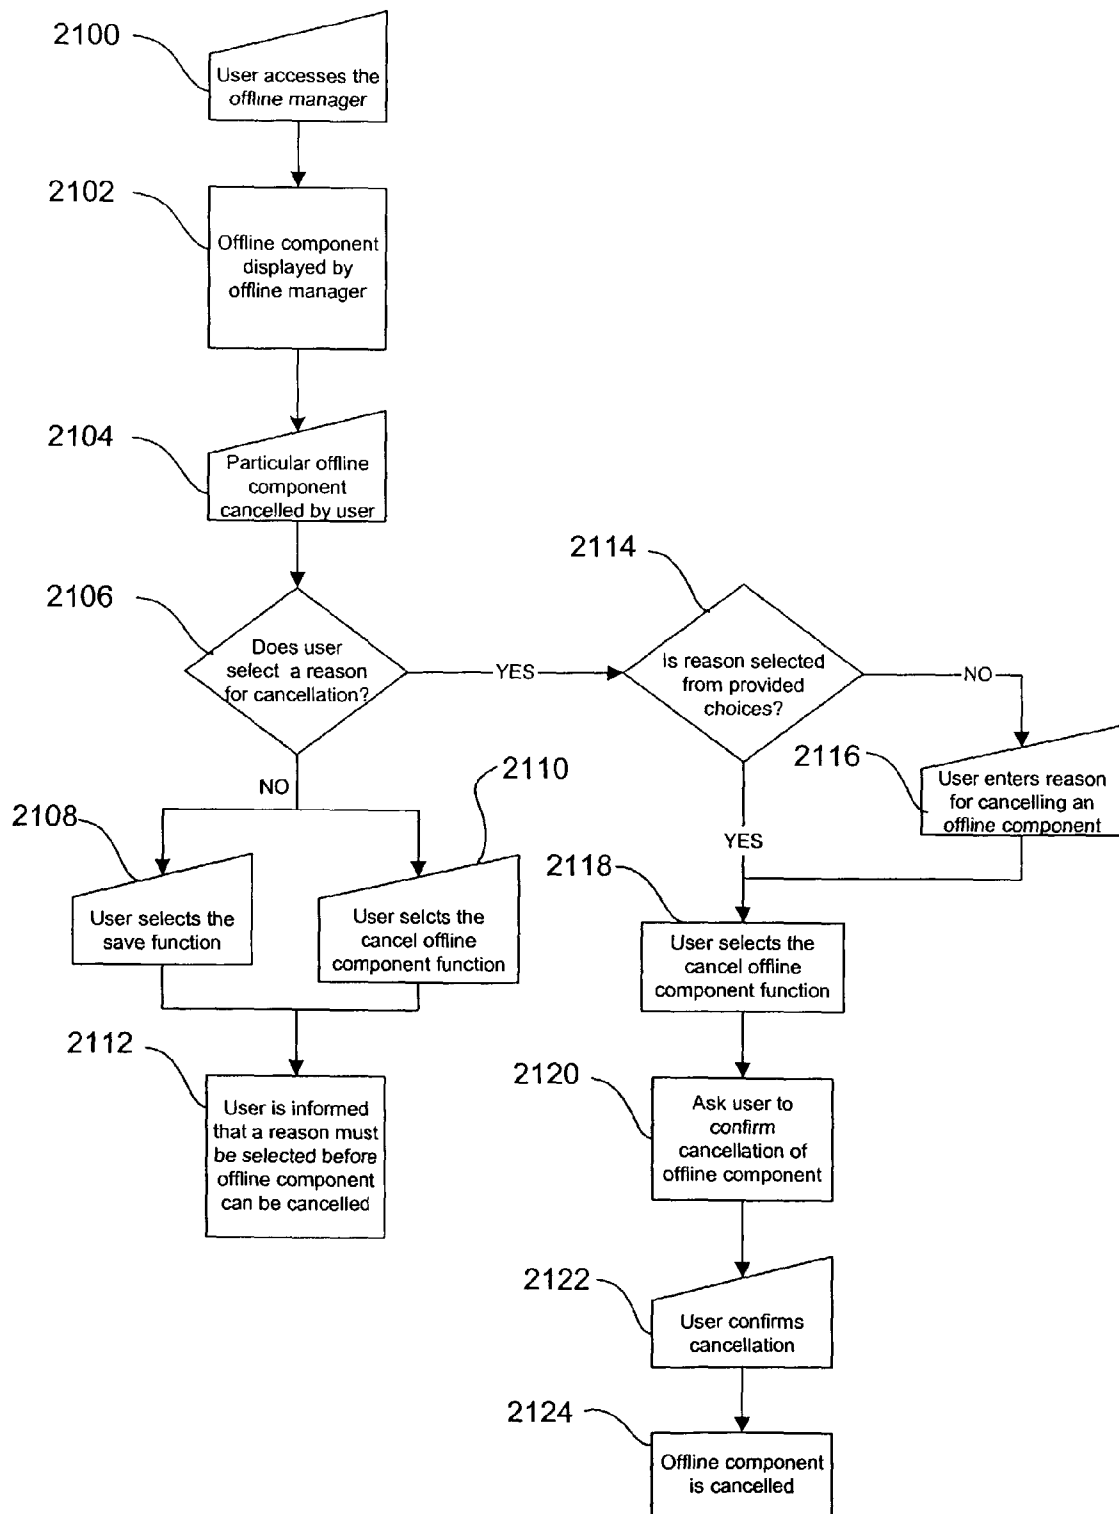 2100
User accesses the
offline manager
2102
Offline component
displayed by
offline manager
2104
Particular offline
component
cancelled by user
2106
Does user
select a reason
for cancellation?
YES
NO
2114
Is reason selected
from provided
choices?
NO
YES
2116
User enters reason
for cancelling an
offline component
2108
User selects the
save function
2110
User selcts the
cancel offline
component function
2112
User is informed
that a reason must
be selected before
offline component
can be cancelled
2118
User selects the
cancel offline
component function
2120
Ask user to
confirm
cancellation of
offline component
2122
User confirms
cancellation
2124
Offline component
is cancelled